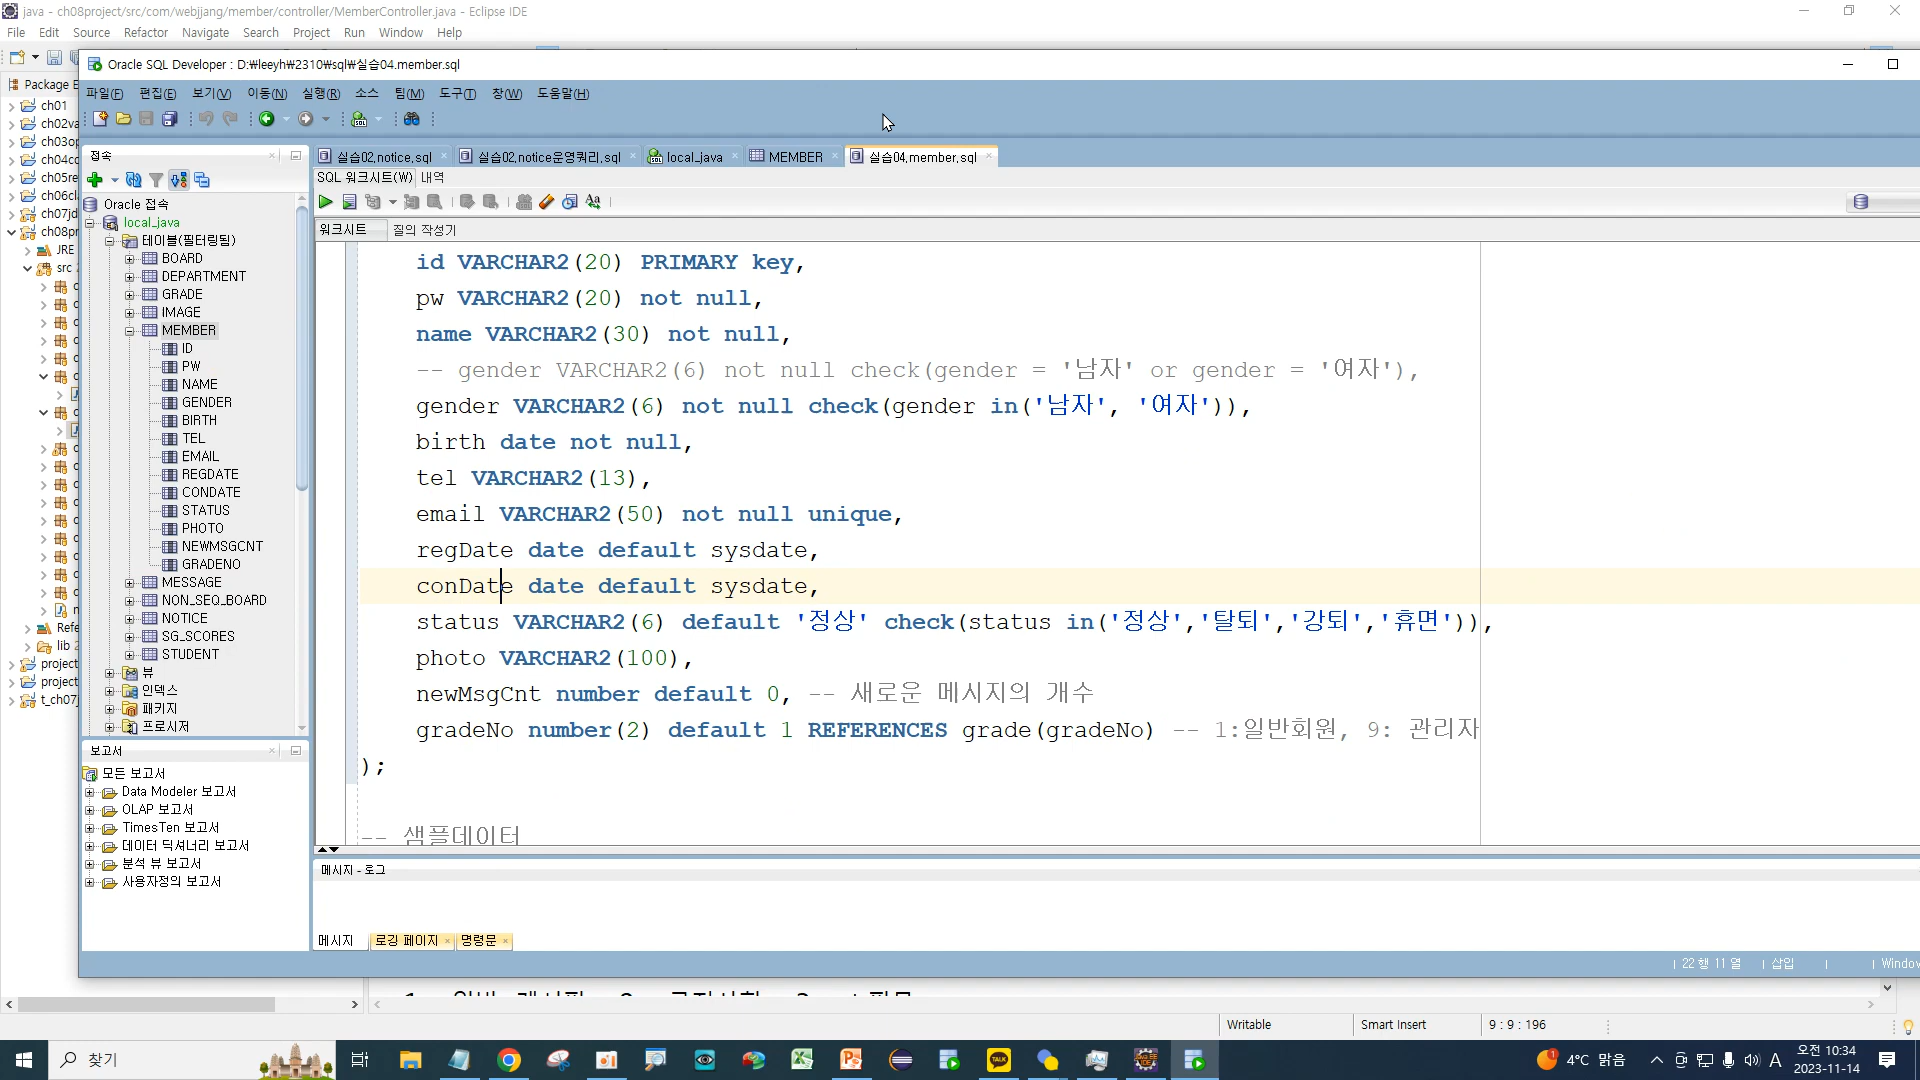 java - ch08project/src/com/webjjang/member/controller/MemberController.java - Eclipse IDE
File Edit Source Refactor Navigate Search Project Run Window Help
Oracle SQL Developer : D:₩leeyh₩2310₩sql₩실습04.member.sql
파일(F) 편집(E) 보기(V) 이동(N) 실행(R) 소스 팀(M) 도구(T) 창(W) 도움말(H)
Package E
ch01
ch02va
ch03op
ch04co
ch05re
ch06cl
ch07jd
ch08pr
JRE
src
Refe
lib
project
project
t_ch07j
접속
Oracle 접속
local_java
테이블(필터링됨)
BOARD
DEPARTMENT
GRADE
IMAGE
MEMBER
ID
PW
NAME
GENDER
BIRTH
TEL
EMAIL
REGDATE
CONDATE
STATUS
PHOTO
NEWMSGCNT
GRADENO
MESSAGE
NON_SEQ_BOARD
NOTICE
SG_SCORES
STUDENT
뷰
인덱스
패키지
프로시저
보고서
모든 보고서
Data Modeler 보고서
OLAP 보고서
TimesTen 보고서
데이터 딕셔너리 보고서
분석 뷰 보고서
사용자정의 보고서
실습02,notice,sql 실습02,notice운영쿼리,sql local_java MEMBER 실습04,member,sql
SQL 워크시트(W) 내역
워크시트 질의 작성기
id VARCHAR2(20) PRIMARY key,
pw VARCHAR2(20) not null,
name VARCHAR2(30) not null,
-- gender VARCHAR2(6) not null check(gender = '남자' or gender = '여자'),
gender VARCHAR2(6) not null check(gender in('남자', '여자')),
birth date not null,
tel VARCHAR2(13),
email VARCHAR2(50) not null unique,
regDate date default sysdate,
conDate date default sysdate,
status VARCHAR2(6) default '정상' check(status in('정상','탈퇴','강퇴','휴면')),
photo VARCHAR2(100),
newMsgCnt number default 0, -- 새로운 메시지의 개수
gradeNo number(2) default 1 REFERENCES grade(gradeNo) -- 1:일반회원, 9: 관리자
);
-- 샘플데이터
메시지 - 로그
메시지 로깅 페이지 명령문
22 행 11 열 삽입 Window
Writable Smart Insert 9 : 9 : 196
찾기
4°C 맑음 A 오전 10:34
2023-11-14